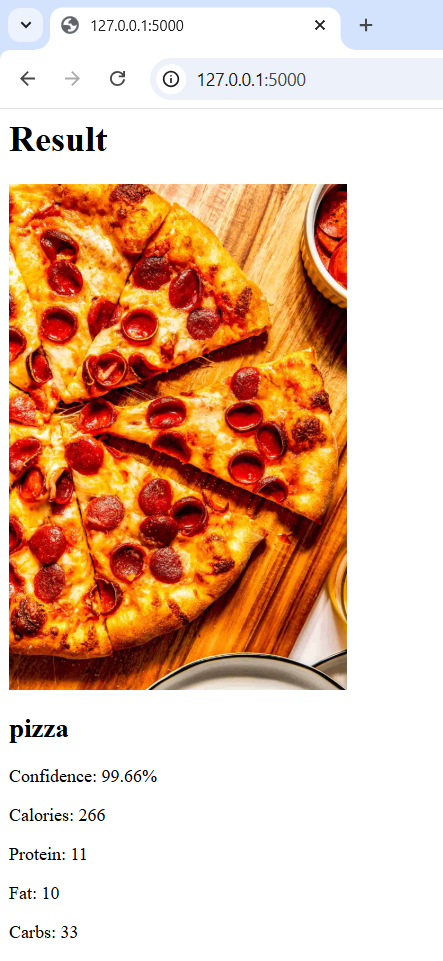 127.0.0.1:5000
127.0.0.1:5000
Result
pizza
Confidence: 99.66%
Calories: 266
Protein: 11
Fat: 10
Carbs: 33